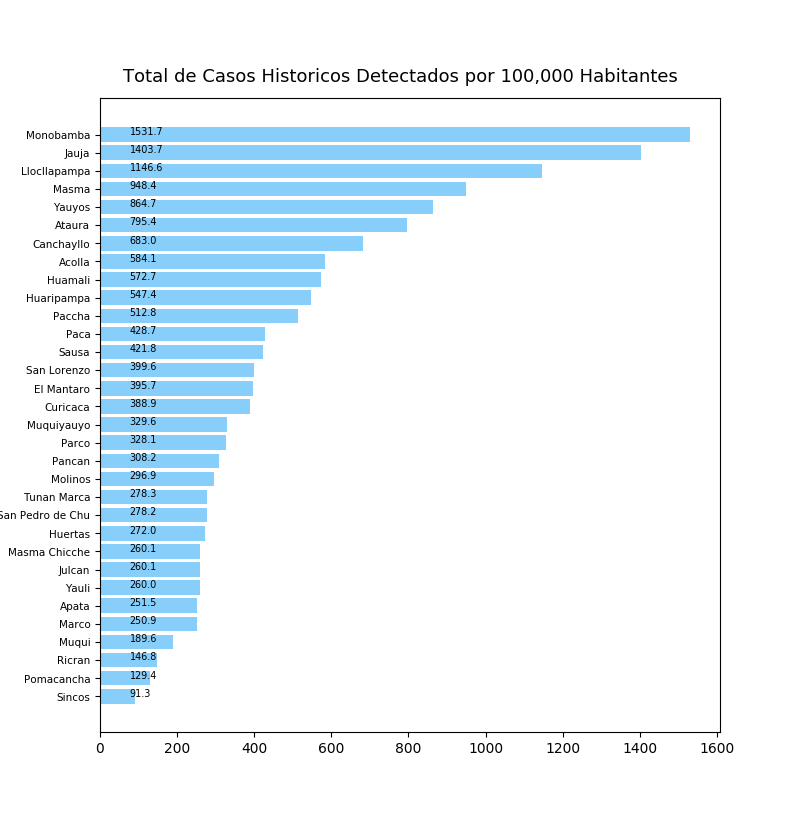 Total de Casos Historicos Detectados por 100,000 Habitantes
Monobamba 1531.7
Jauja 1403.7
Llocllapampa 1146.6
Masma 948.4
Yauyos 864.7
Ataura 795.4
Canchayllo 683.0
Acolla 584.1
Huamali 572.7
Huaripampa 547.4
Paccha 512.8
Paca 428.7
Sausa 421.8
San Lorenzo 399.6
El Mantaro 395.7
Curicaca 388.9
Muquiyauyo 329.6
Parco 328.1
Pancan 308.2
Molinos 296.9
Tunan Marca 278.3
San Pedro de Chu 278.2
Huertas 272.0
Masma Chicche 260.1
Julcan 260.1
Yauli 260.0
Apata 251.5
Marco 250.9
Muqui 189.6
Ricran 146.8
Pomacancha 129.4
Sincos 91.3
0 200 400 600 800 1000 1200 1400 1600